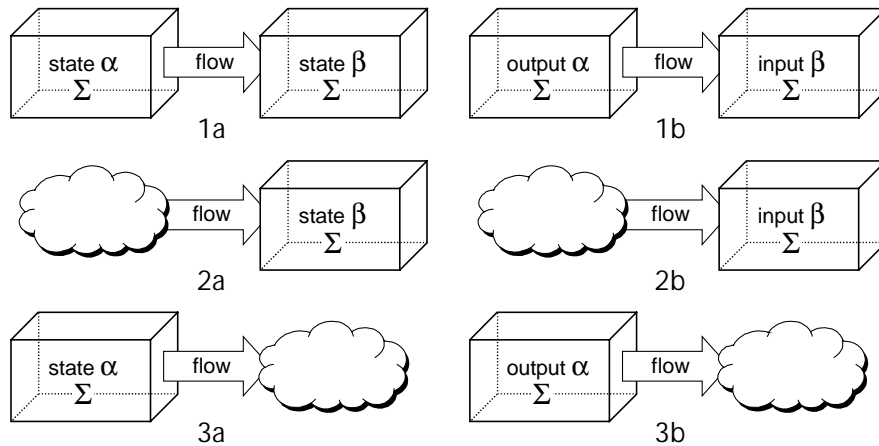 state α
Σ
flow
state β
Σ
1a
output α
Σ
flow
input β
Σ
1b
flow
state β
Σ
2a
flow
input β
Σ
2b
state α
Σ
flow
3a
output α
Σ
flow
3b